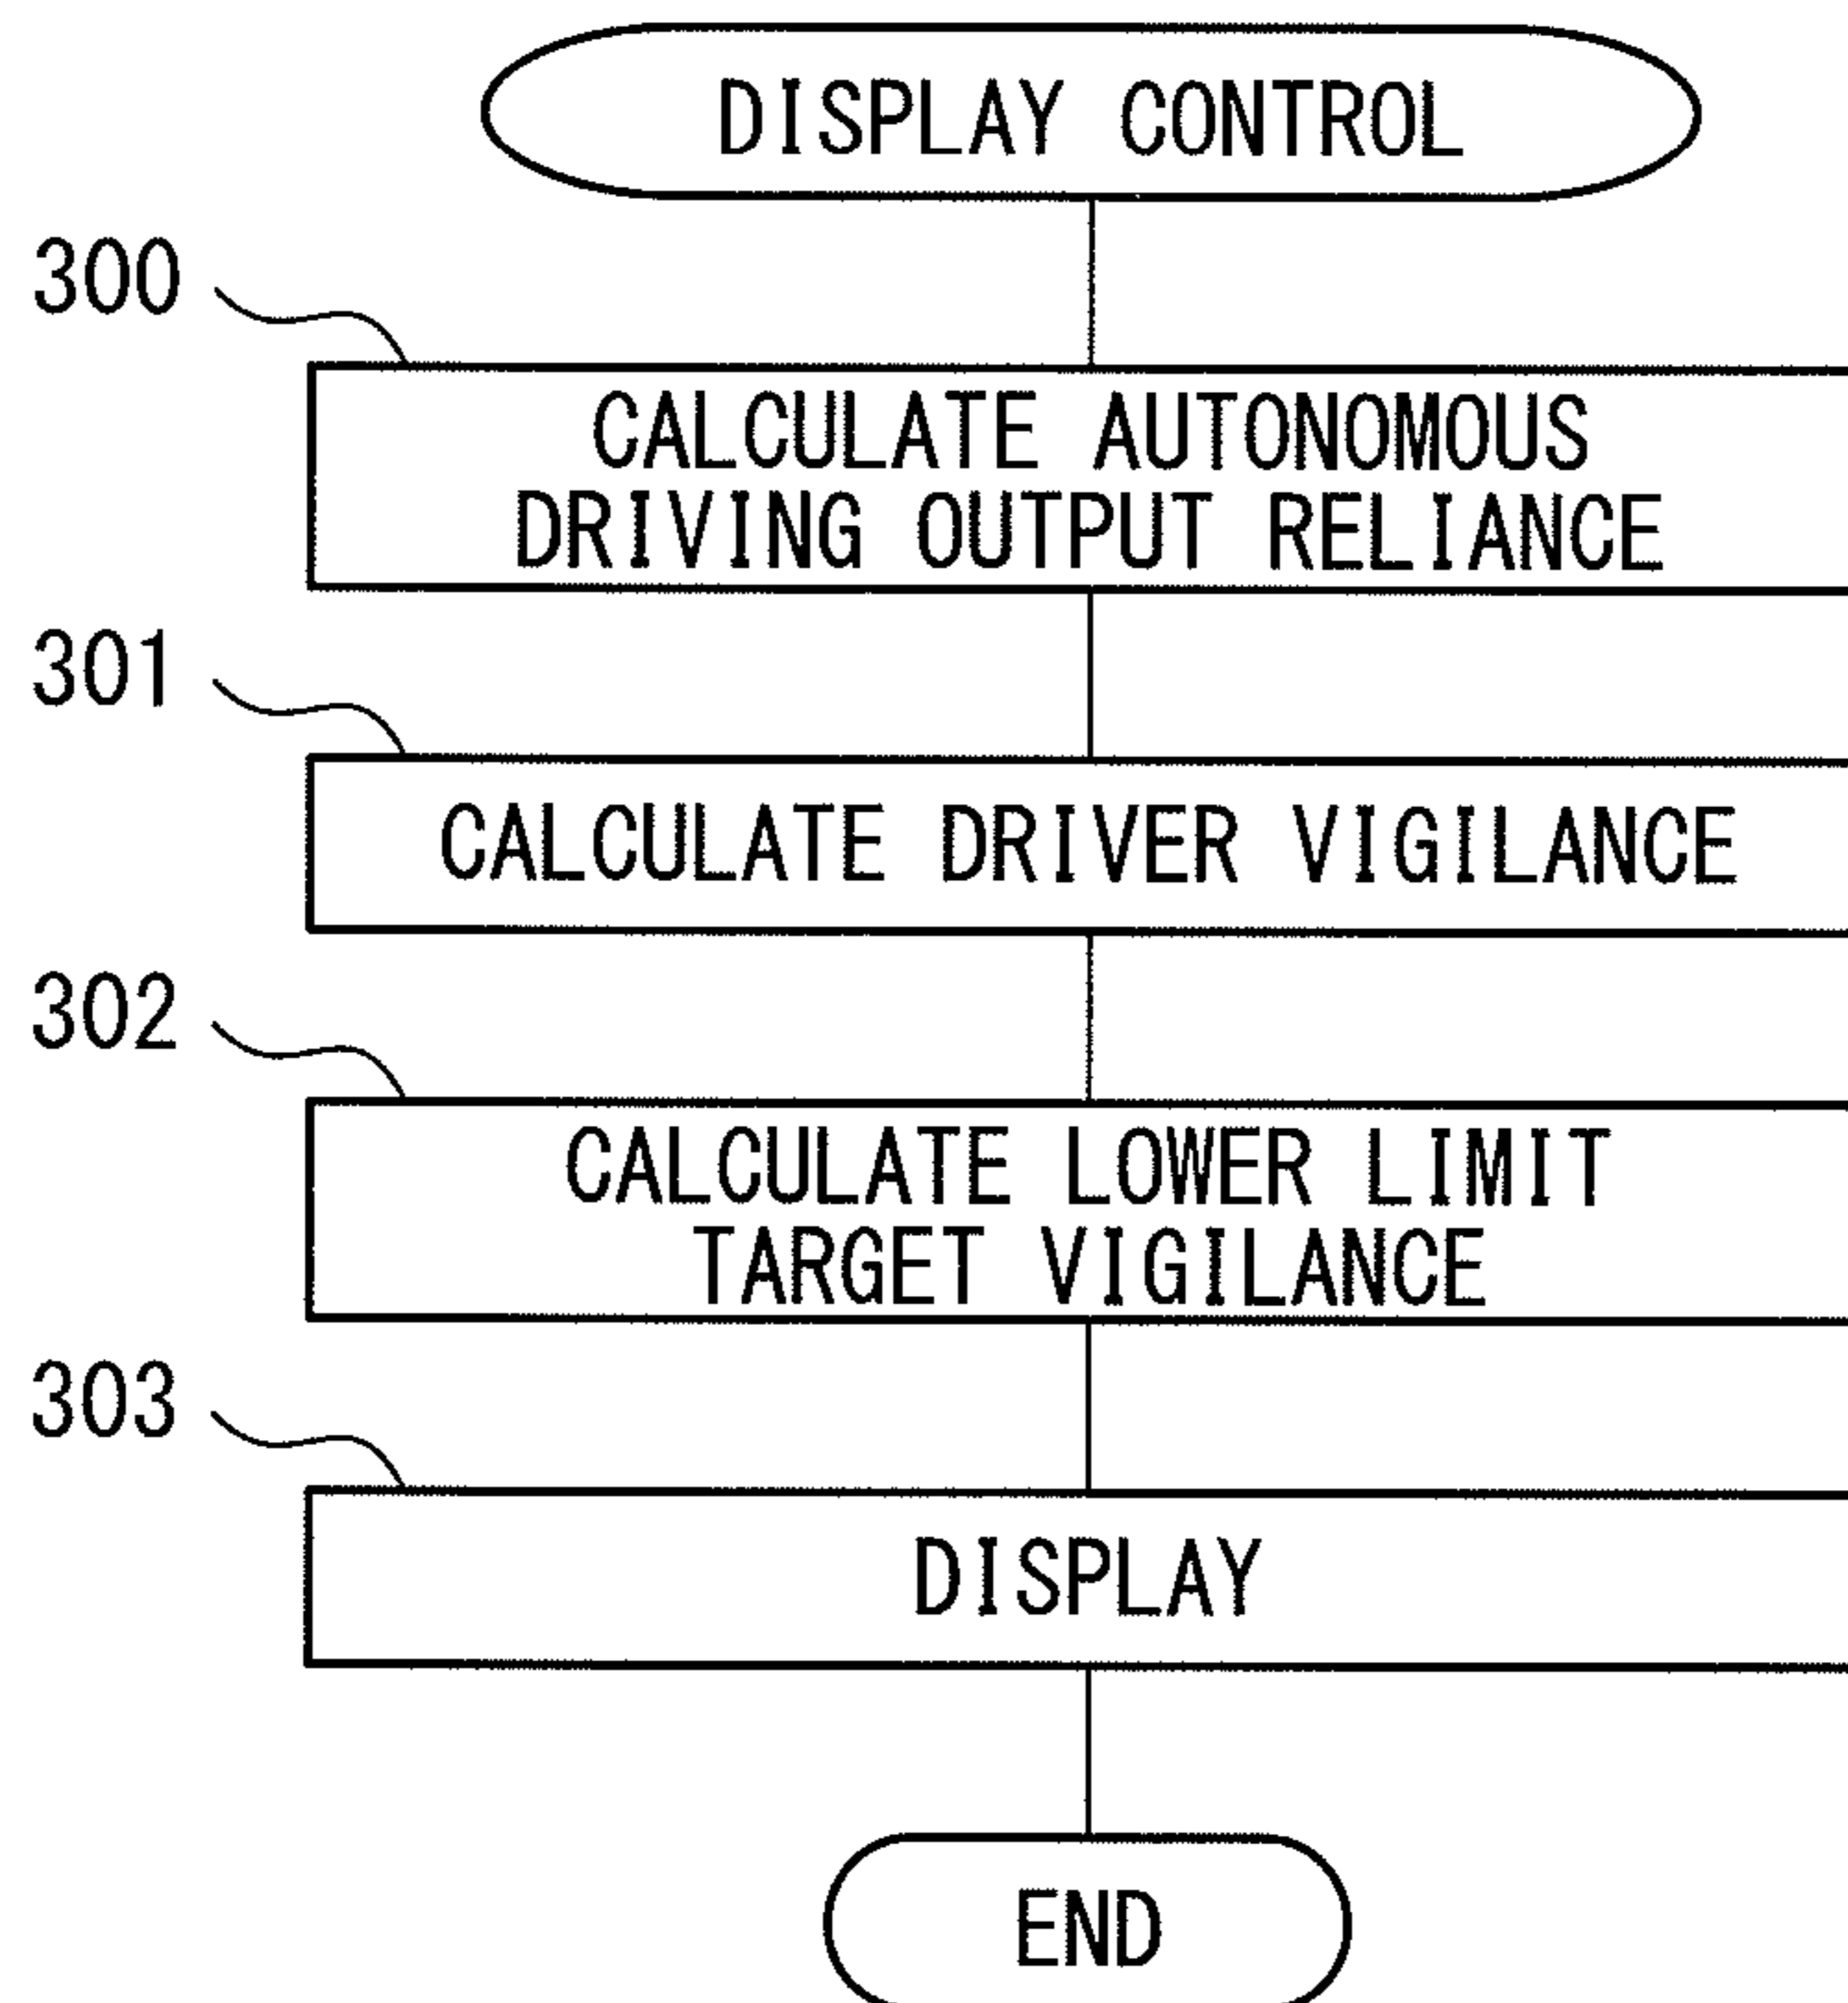 DISPLAY CONTROL
300
CALCULATE AUTONOMOUS
DRIVING OUTPUT RELIANCE
301
CALCULATE DRIVER VIGILANCE
302
CALCULATE LOWER LIMIT
TARGET VIGILANCE
303
DISPLAY
END